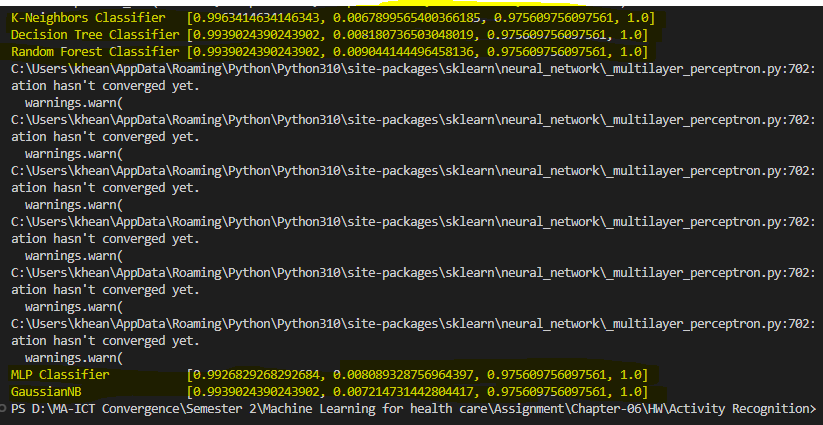 K-Neighbors Classifier [0.9963414634146343, 0.0067899565400366185, 0.975609756097561, 1.0]
Decision Tree Classifier [0.9939024390243902, 0.008180736503048019, 0.975609756097561, 1.0]
Random Forest Classifier [0.9939024390243902, 0.009044144496458136, 0.975609756097561, 1.0]
C:\Users\khean\AppData\Roaming\Python\Python310\site-packages\sklearn\neural_network\_multilayer_perceptron.py:702:
ation hasn't converged yet.
warnings.warn(
C:\Users\khean\AppData\Roaming\Python\Python310\site-packages\sklearn\neural_network\_multilayer_perceptron.py:702:
ation hasn't converged yet.
warnings.warn(
C:\Users\khean\AppData\Roaming\Python\Python310\site-packages\sklearn\neural_network\_multilayer_perceptron.py:702:
ation hasn't converged yet.
warnings.warn(
C:\Users\khean\AppData\Roaming\Python\Python310\site-packages\sklearn\neural_network\_multilayer_perceptron.py:702:
ation hasn't converged yet.
warnings.warn(
C:\Users\khean\AppData\Roaming\Python\Python310\site-packages\sklearn\neural_network\_multilayer_perceptron.py:702:
ation hasn't converged yet.
warnings.warn(
C:\Users\khean\AppData\Roaming\Python\Python310\site-packages\sklearn\neural_network\_multilayer_perceptron.py:702:
ation hasn't converged yet.
warnings.warn(
MLP Classifier [0.9926829268292684, 0.008089328756964397, 0.975609756097561, 1.0]
GaussianNB [0.9939024390243902, 0.007214731442804417, 0.975609756097561, 1.0]
PS D:\MA-ICT Convergence\Semester 2\Machine Learning for health care\Assignment\Chapter-06\HW\Activity Recognition>